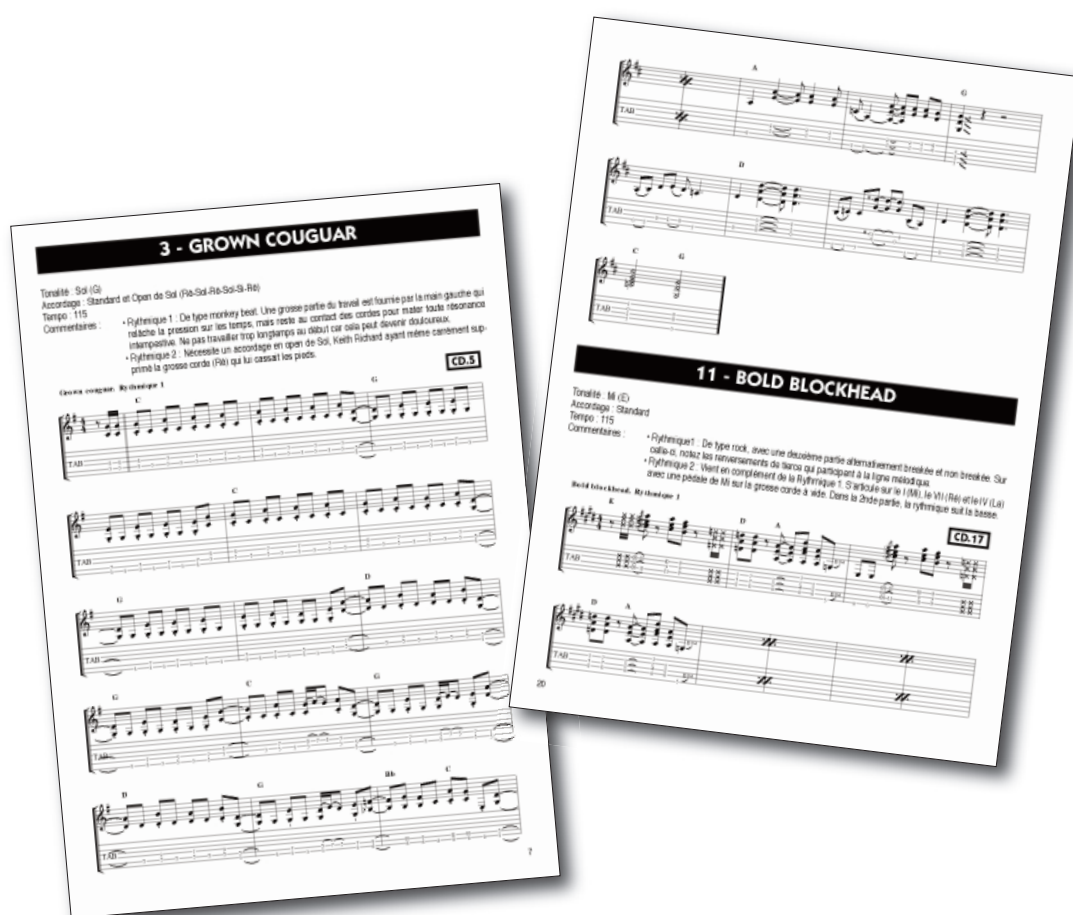 3 - GROWN COUGUAR
Tonalité : Sol (G)
Accordage : Standard et Open de Sol (Ré-Sol-Ré-Sol-Si-Ré)
Tempo : 115
Commentaires : • Rythmique 1 : De type monkey beat. Une grosse partie du travail est fournie par la main gauche qui
relâche la pression sur les temps, mais reste au contact des cordes pour mater toute résonance
intempestive. Ne pas travailler trop longtemps au début car cela peut devenir douloureux.
• Rythmique 2 : Nécessite un accordage en open de Sol, Keith Richard ayant même carrément sup-
primé la grosse corde (Ré) qui lui cassait les pieds.
CD.5
Grown couguar. Rythmique 1
C G
TAB
C
TAB
G D
TAB
G C G
TAB
D G Bb C
TAB
7
A G
TAB
D
TAB
C G
TAB
11 - BOLD BLOCKHEAD
Tonalité : Mi (E)
Accordage : Standard
Tempo : 115
Commentaires : • Rythmique1 : De type rock, avec une deuxième partie alternativement breakée et non breakée. Sur
celle-ci, notez les renversements de tierce qui participent à la ligne mélodique.
• Rythmique 2 : Vient en complément de la Rythmique 1. S'articule sur le I (Mi), le VII (Ré) et le IV (La)
avec une pédale de Mi sur la grosse corde à vide. Dans la 2nde partie, la rythmique suit la basse.
CD.17
Bold blockhead. Rythmique 1
E D A
TAB
D A
TAB
20